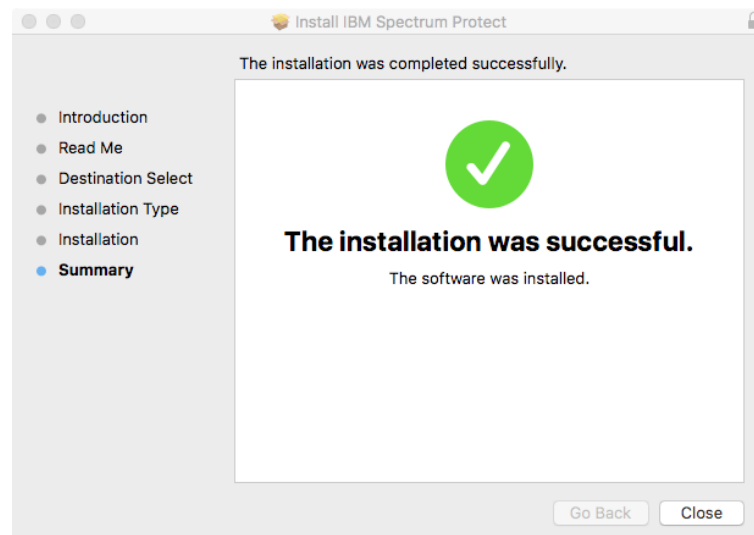 Install IBM Spectrum Protect
The installation was completed successfully.
Introduction
Read Me
Destination Select
Installation Type
Installation
Summary
The installation was successful.
The software was installed.
Go Back
Close